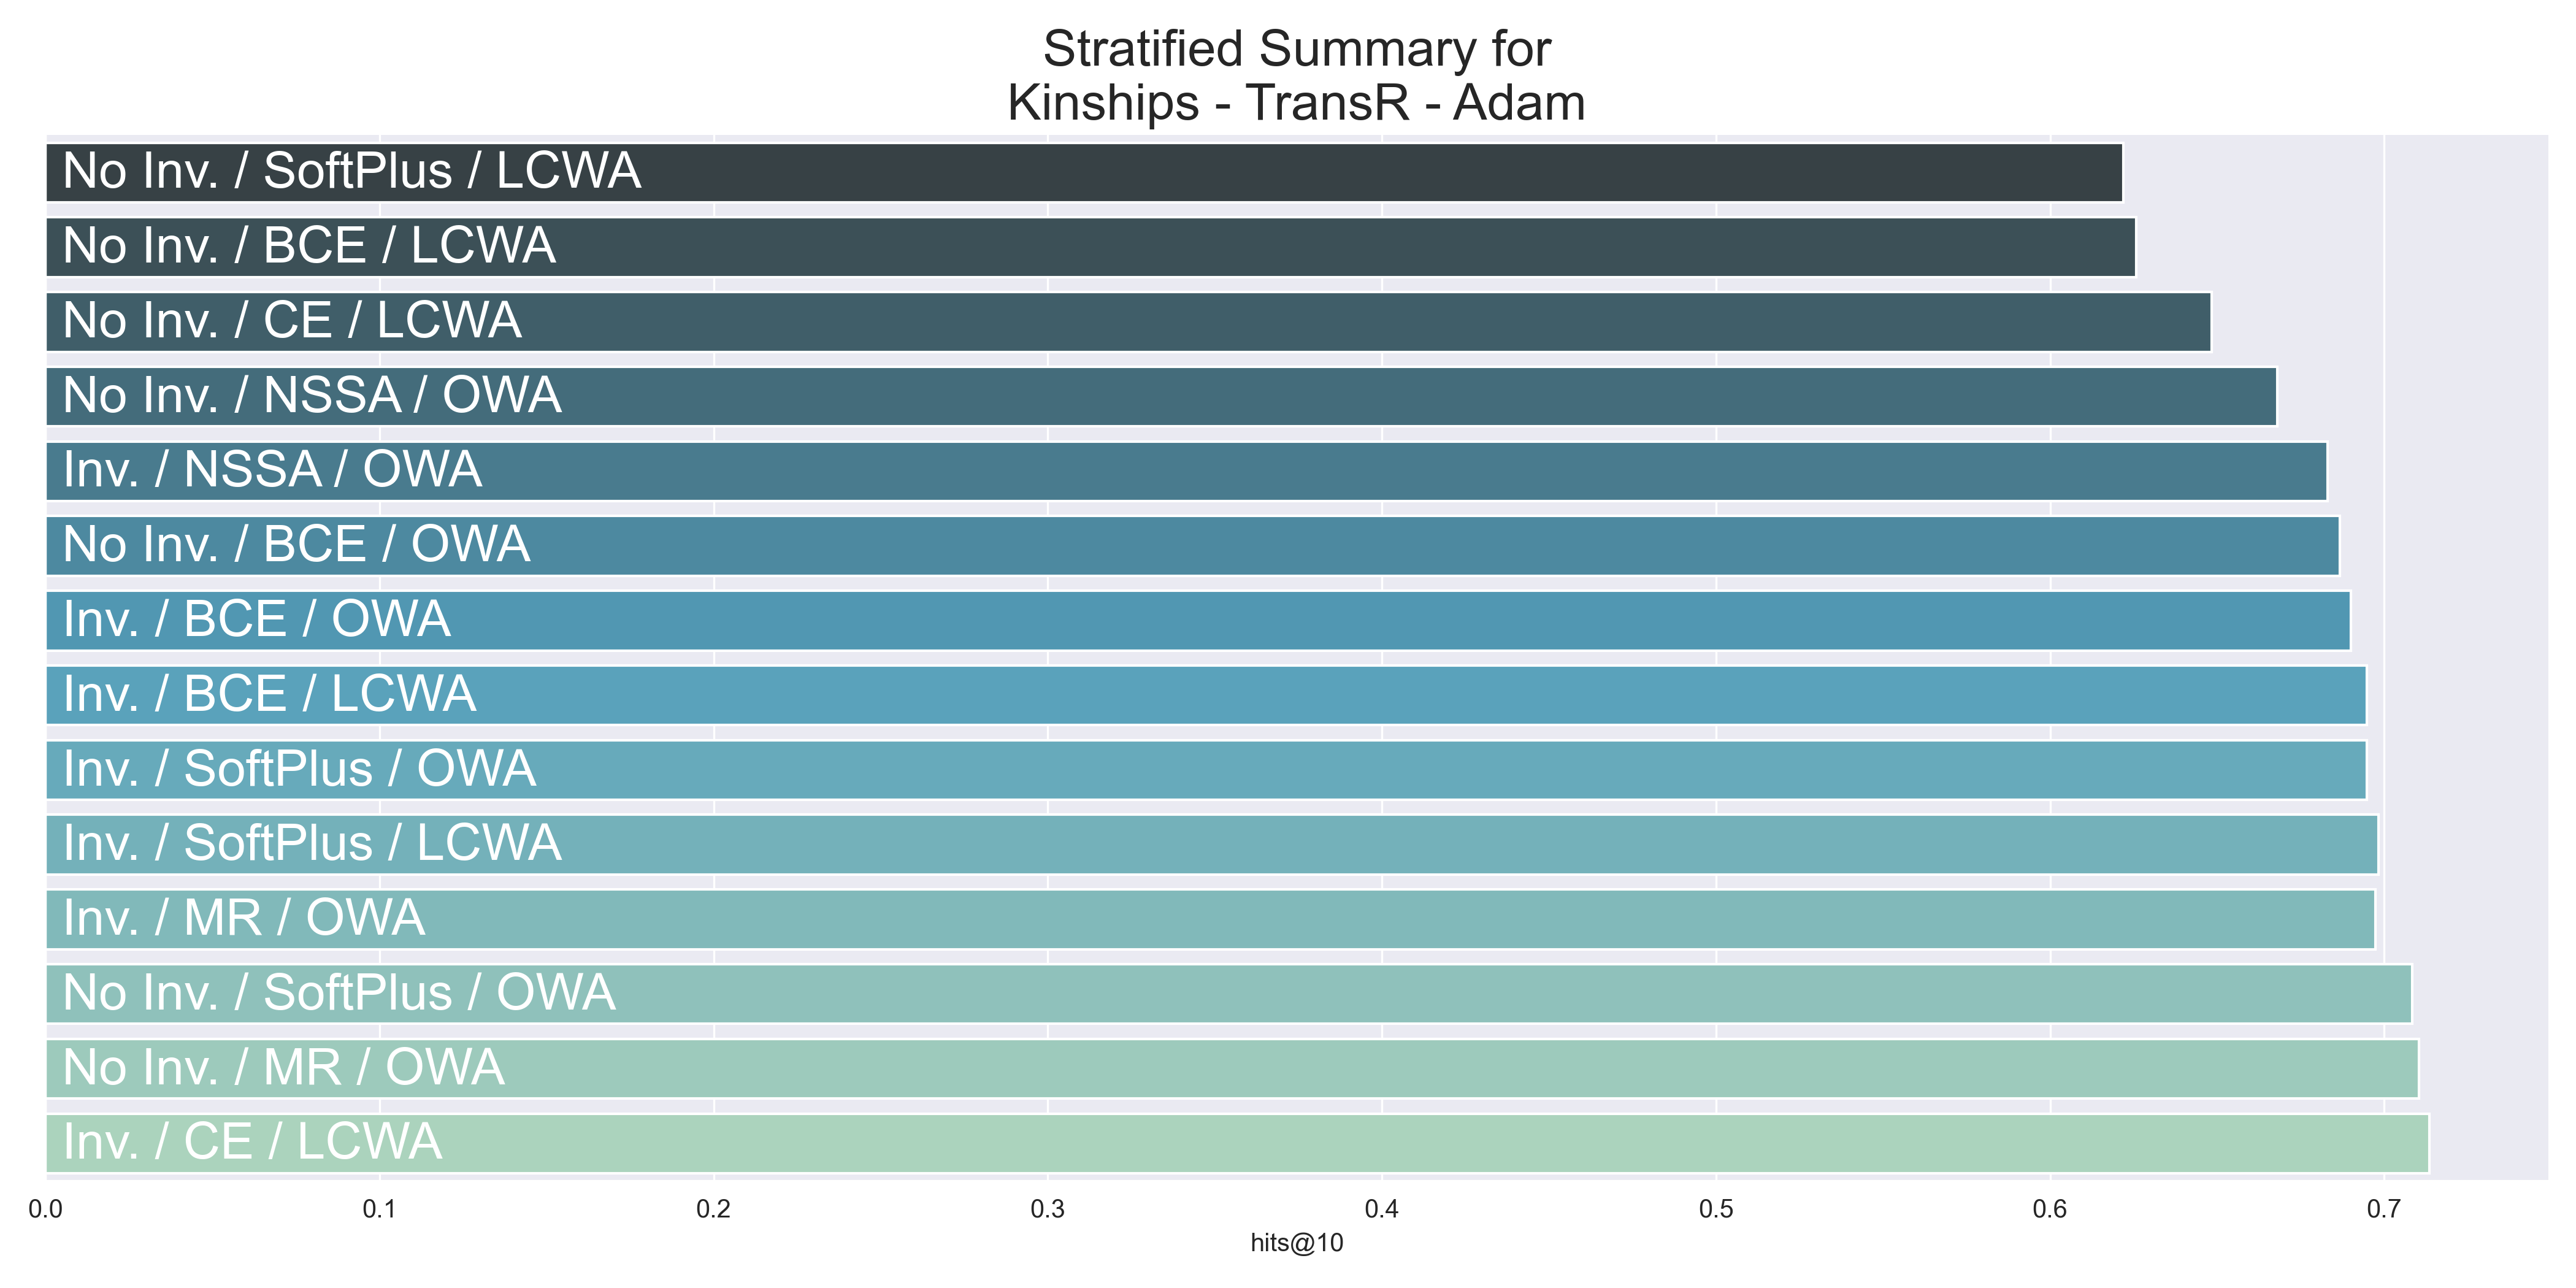 Stratified Summary for
Kinships - TransR - Adam
No Inv. / SoftPlus / LCWA
No Inv. / BCE / LCWA
No Inv. / CE / LCWA
No Inv. / NSSA / OWA
Inv. / NSSA / OWA
No Inv. / BCE / OWA
Inv. / BCE / OWA
Inv. / BCE / LCWA
Inv. / SoftPlus / OWA
Inv. / SoftPlus / LCWA
Inv. / MR / OWA
No Inv. / SoftPlus / OWA
No Inv. / MR / OWA
Inv. / CE / LCWA
0.0 0.1 0.2 0.3 0.4 0.5 0.6 0.7
hits@10